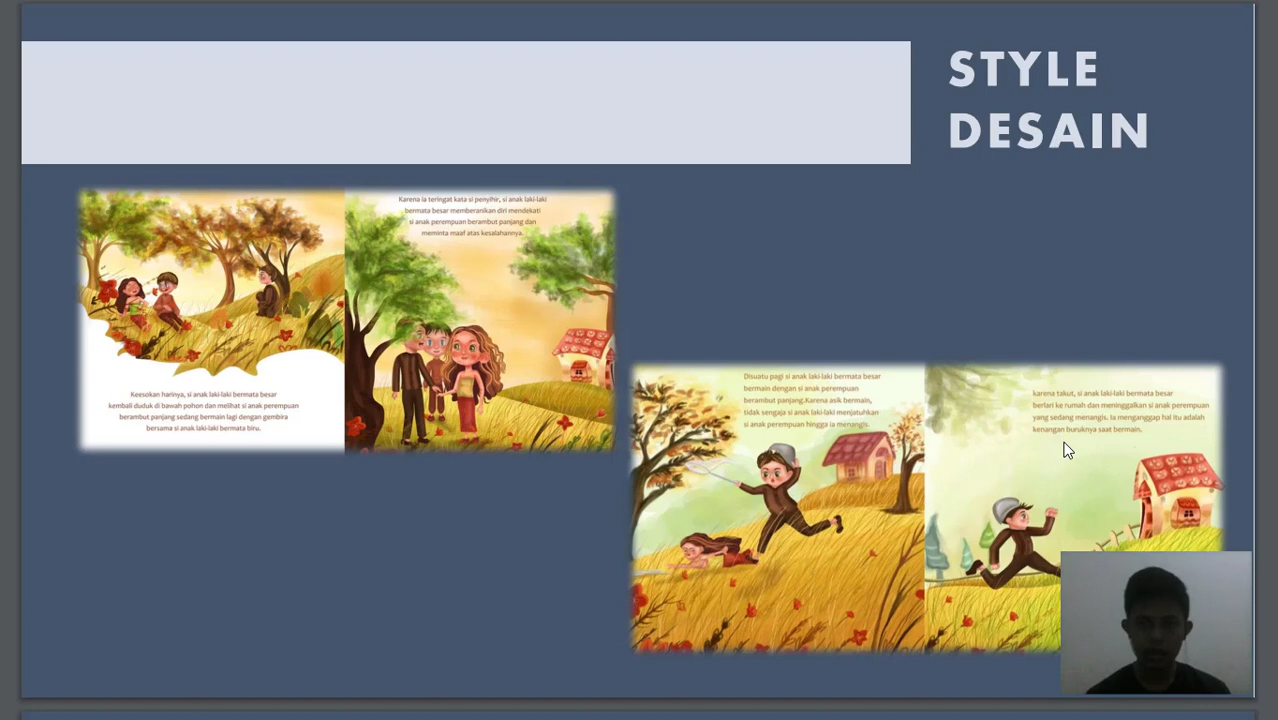 STYLE
DESAIN
Karena ia teringat kata si penyihir, si anak laki-laki
bermata besar memberanikan diri mendekati
si anak perempuan berambut panjang dan
meminta maaf atas kesalahannya.
Keesokan harinya, si anak laki-laki bermata besar
kembali duduk di bawah pohon dan melihat si anak perempuan
berambut panjang sedang bermain lagi dengan gembira
bersama si anak laki-laki bermata biru.
Disuatu pagi si anak laki-laki bermata besar
bermain dengan si anak perempuan
berambut panjang.Karena asik bermain,
tidak sengaja si anak laki-laki menjatuhkan
si anak perempuan hingga ia menangis.
karena takut, si anak laki-laki bermata besar
berlari ke rumah dan meninggalkan si anak perempuan
yang sedang menangis. Ia menganggap hal itu adalah
kenangan buruknya saat bermain.